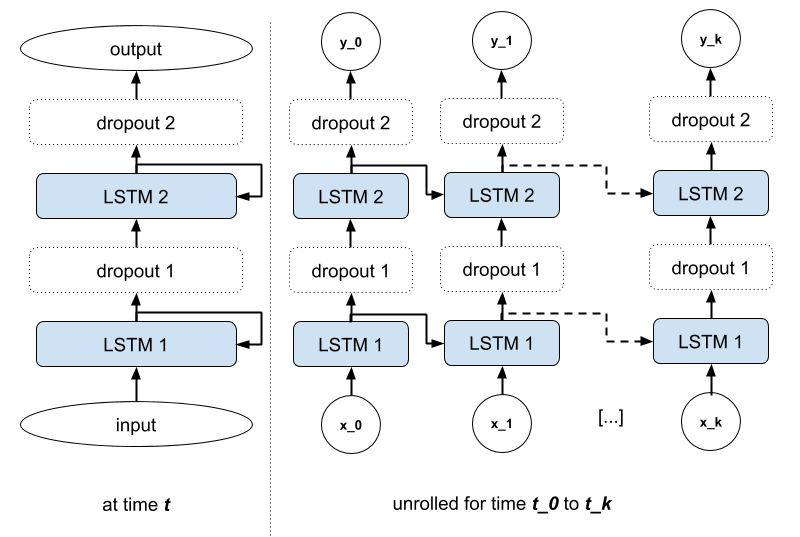 output
dropout 2
LSTM 2
dropout 1
LSTM 1
input
at time t
y_0 y_1 y_k
dropout 2 dropout 2 dropout 2
LSTM 2 LSTM 2 LSTM 2
dropout 1 dropout 1 dropout 1
LSTM 1 LSTM 1 LSTM 1
x_0 x_1 [...] x_k
unrolled for time t_0 to t_k